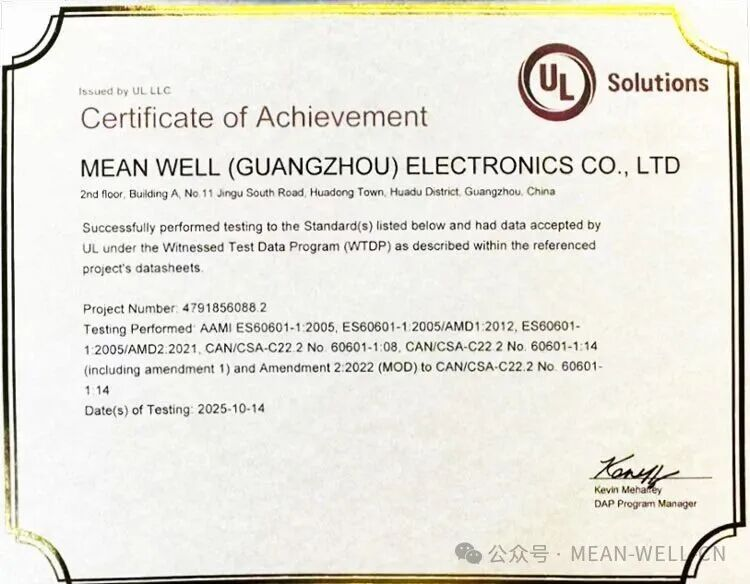 Issued by UL LLC
Certificate of Achievement
UL Solutions
MEAN WELL (GUANGZHOU) ELECTRONICS CO., LTD
2nd floor, Building A, No.11 Jingu South Road, Huadong Town, Huadu District, Guangzhou, China
Successfully performed testing to the Standard(s) listed below and had data accepted by
UL under the Witnessed Test Data Program (WTDP) as described within the referenced
project's datasheets.
Project Number: 4791856088.2
Testing Performed: AAMI ES60601-1:2005, ES60601-1:2005/AMD1:2012, ES60601-
1:2005/AMD2:2021, CAN/CSA-C22.2 No. 60601-1:08, CAN/CSA-C22.2 No. 60601-1:14
(including amendment 1) and Amendment 2:2022 (MOD) to CAN/CSA-C22.2 No. 60601-
1:14
Date(s) of Testing: 2025-10-14
Kevin Mehaffey
DAP Program Manager
公众号 · MEAN-WELL-CN